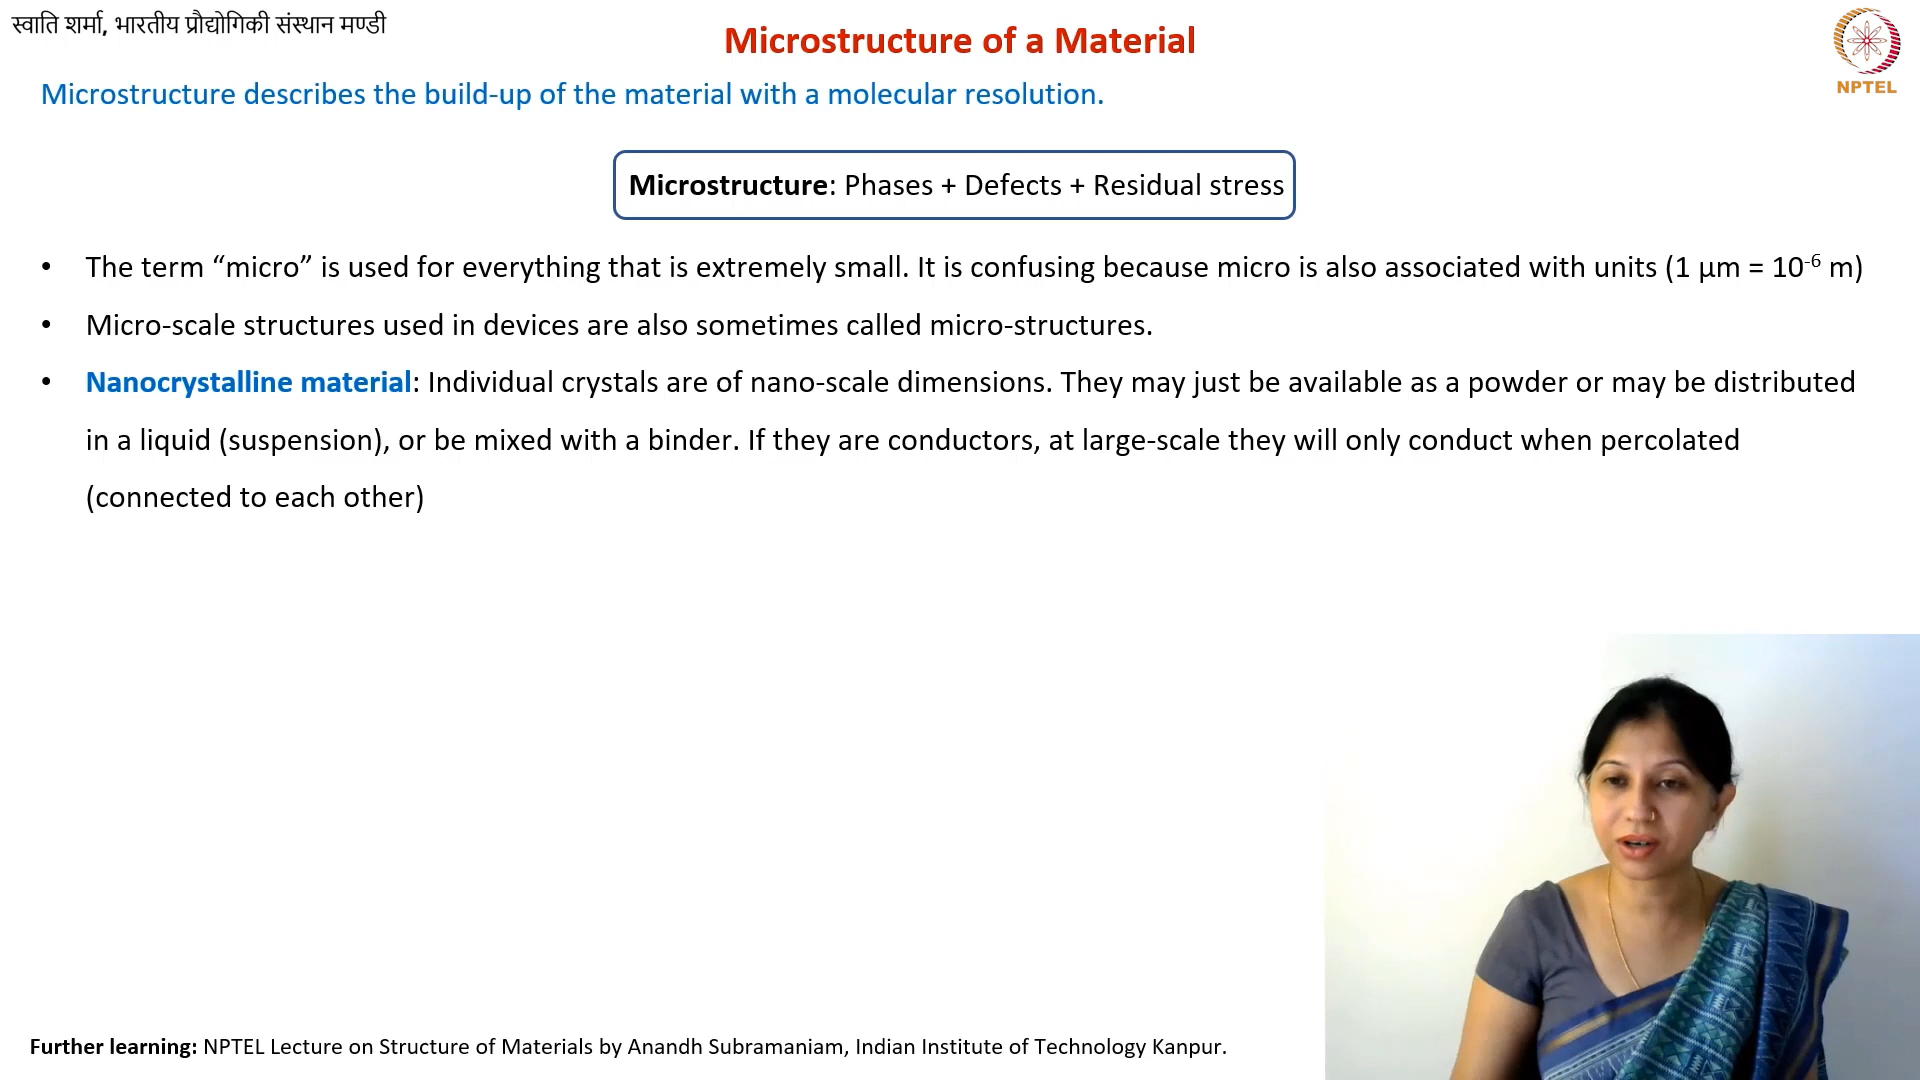 स्वाति शर्मा, भारतीय प्रौद्योगिकी संस्थान मण्डी
Microstructure of a Material
NPTEL
Microstructure describes the build-up of the material with a molecular resolution.
Microstructure: Phases + Defects + Residual stress
• The term “micro” is used for everything that is extremely small. It is confusing because micro is also associated with units (1 µm = 10⁻⁶ m)
• Micro-scale structures used in devices are also sometimes called micro-structures.
• Nanocrystalline material: Individual crystals are of nano-scale dimensions. They may just be available as a powder or may be distributed
in a liquid (suspension), or be mixed with a binder. If they are conductors, at large-scale they will only conduct when percolated
(connected to each other)
Further learning: NPTEL Lecture on Structure of Materials by Anandh Subramaniam, Indian Institute of Technology Kanpur.